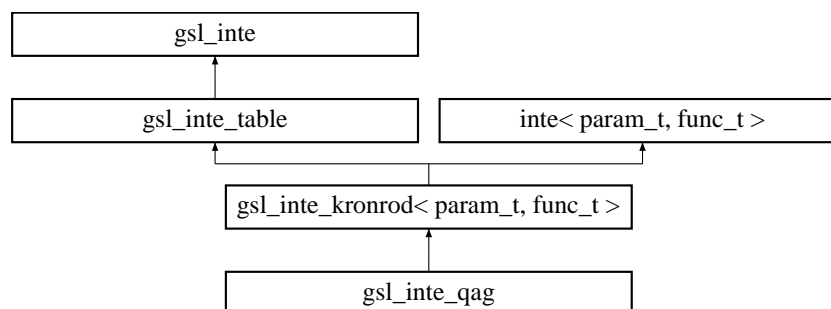 gsl_inte
gsl_inte_table
inte< param_t, func_t >
gsl_inte_kronrod< param_t, func_t >
gsl_inte_qag